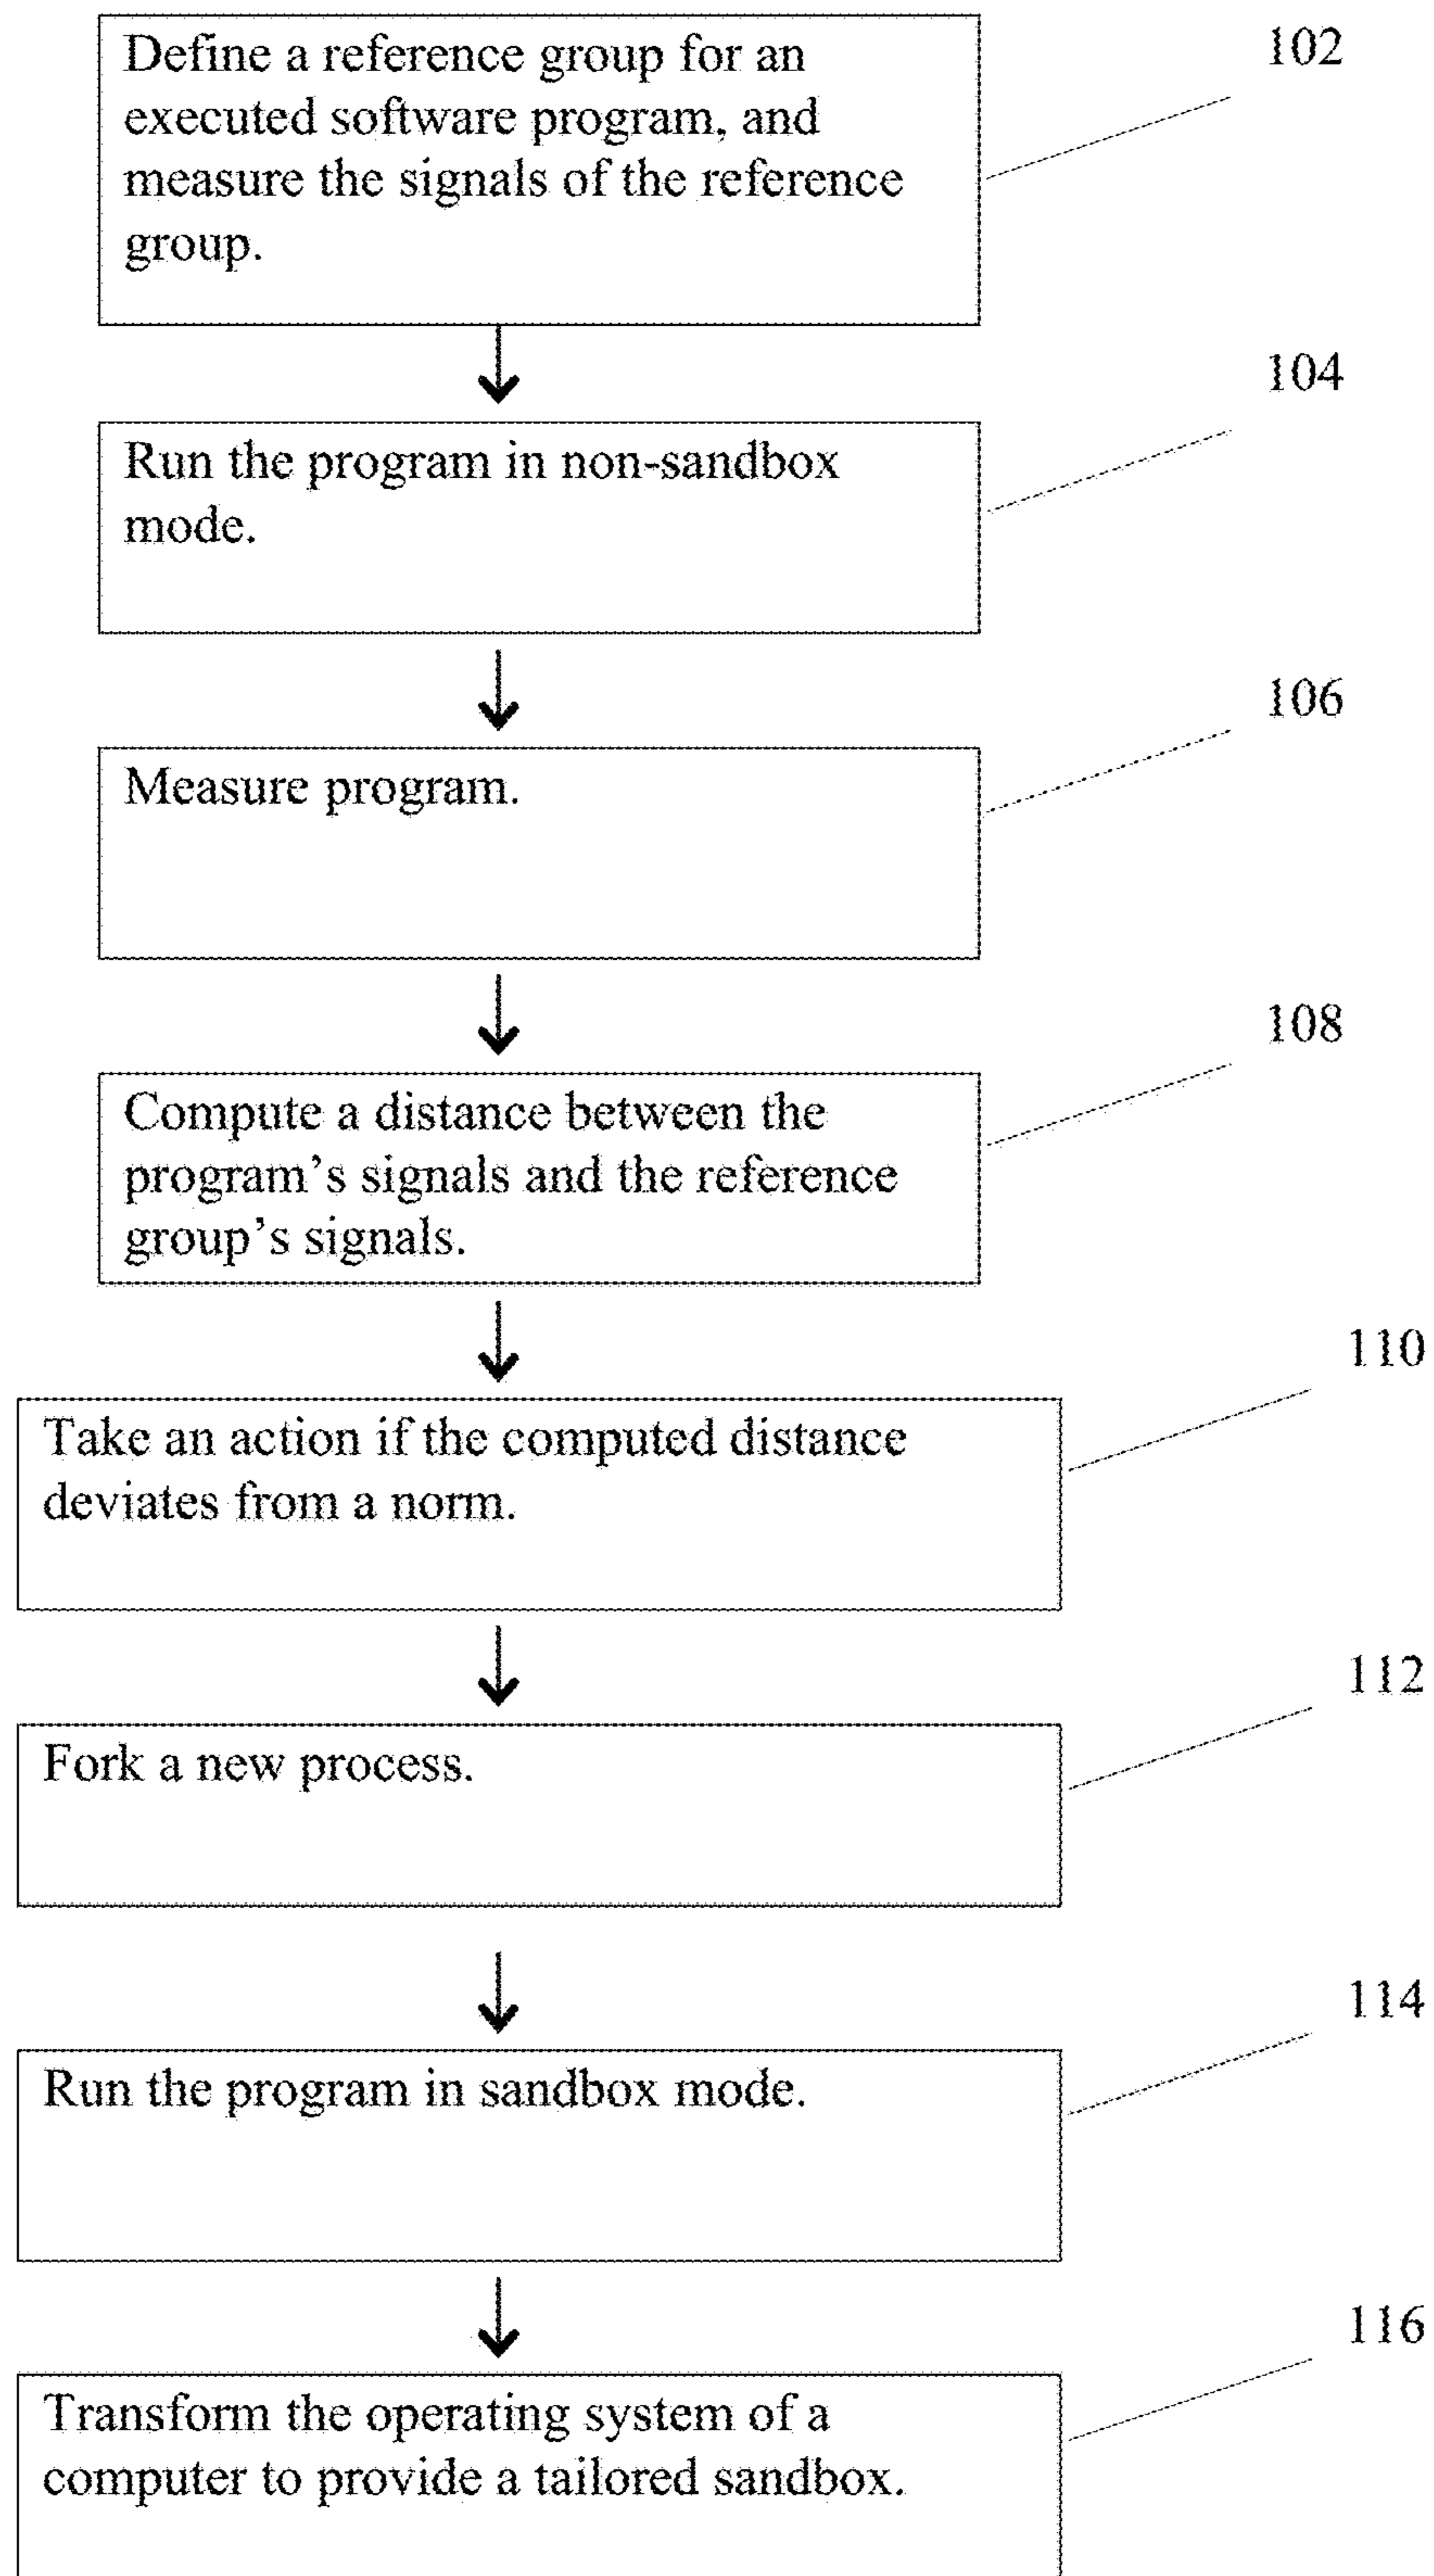 Define a reference group for an
executed software program, and
measure the signals of the reference
group.
102
Run the program in non-sandbox
mode.
104
Measure program.
106
Compute a distance between the
program’s signals and the reference
group’s signals.
108
Take an action if the computed distance
deviates from a norm.
110
Fork a new process.
112
Run the program in sandbox mode.
114
Transform the operating system of a
computer to provide a tailored sandbox.
116